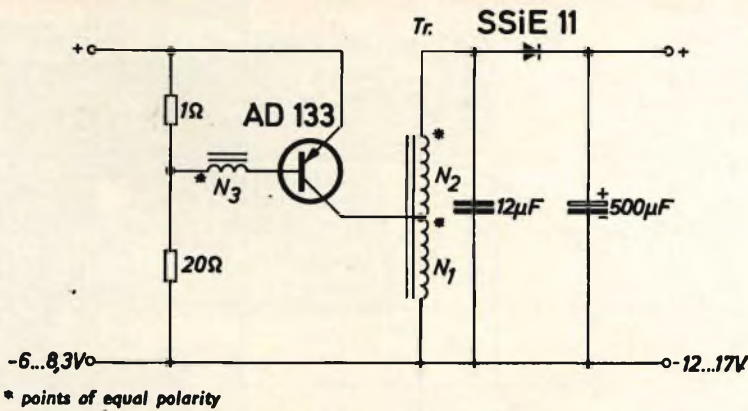 Tr.
SSiE 11
+
+
1Ω
AD 133
*
*
N3
N2
*
12μF
+
500μF
-
20Ω
N1
-6...8,3V
-12...17V
* points of equal polarity